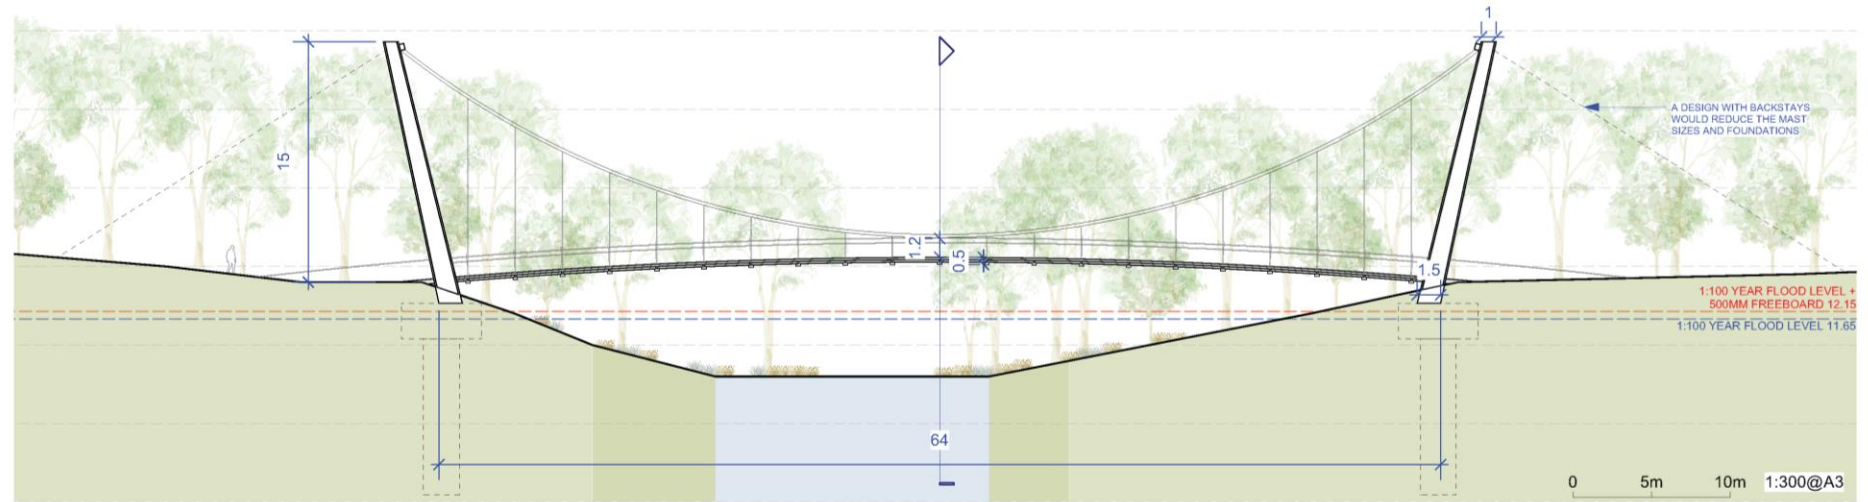 1
15
A DESIGN WITH BACKSTAYS
WOULD REDUCE THE MAST
SIZES AND FOUNDATIONS
1.2
0.5
1.5
1:100 YEAR FLOOD LEVEL +
500MM FREEBOARD 12.15
1:100 YEAR FLOOD LEVEL 11.65
64
0 5m 10m 1:300@A3